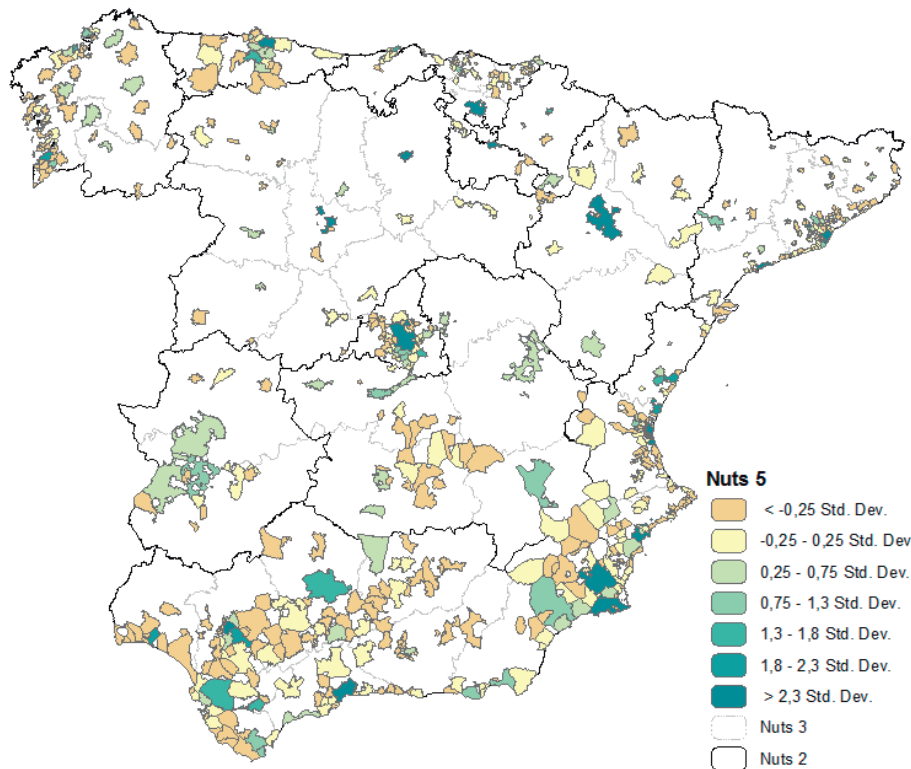 Nuts 5
< -0,25 Std. Dev.
-0,25 - 0,25 Std. Dev.
0,25 - 0,75 Std. Dev.
0,75 - 1,3 Std. Dev.
1,3 - 1,8 Std. Dev.
1,8 - 2,3 Std. Dev.
> 2,3 Std. Dev.
Nuts 3
Nuts 2